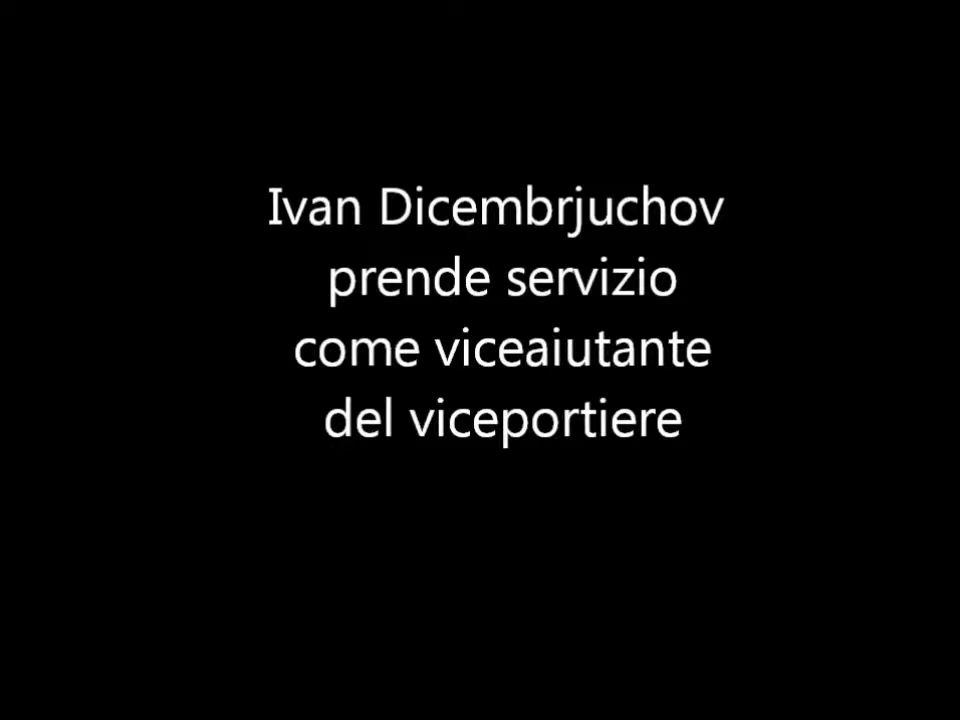 Ivan Dicembrjuchov
prende servizio
come viceaiutante
del viceportiere